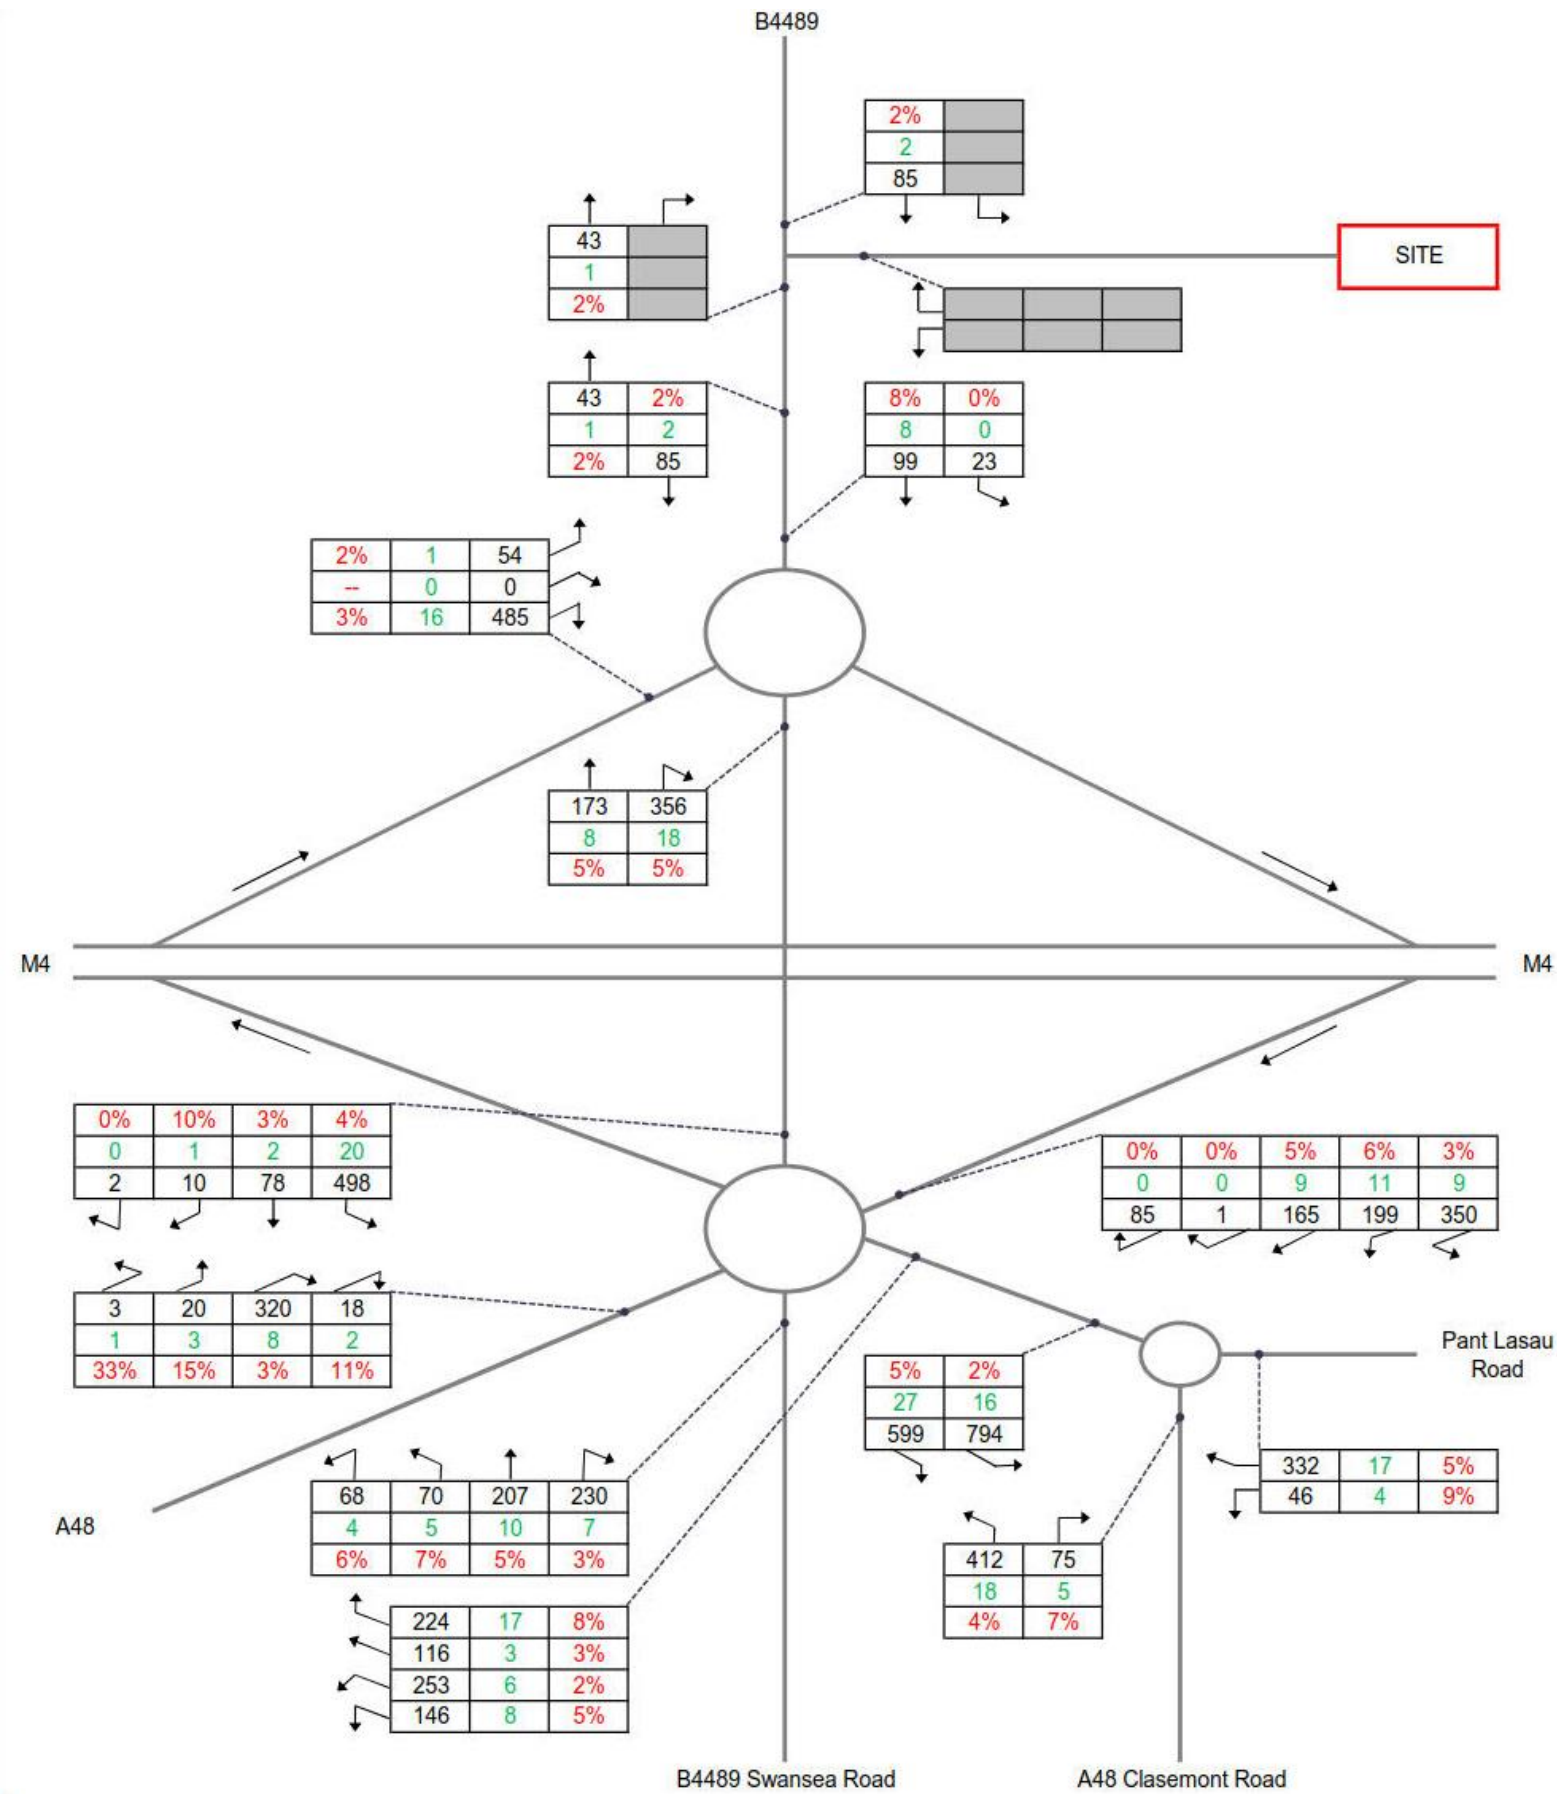 B4489
2%
2
85
43
1
2%
SITE
43 2%
1 2
2% 85
8% 0%
8 0
99 23
2% 1 54
-- 0 0
3% 16 485
173 356
8 18
5% 5%
M4
M4
0% 10% 3% 4%
0 1 2 20
2 10 78 498
0% 0% 5% 6% 3%
0 0 9 11 9
85 1 165 199 350
3 20 320 18
1 3 8 2
33% 15% 3% 11%
Pant Lasau
Road
5% 2%
27 16
599 794
332 17 5%
46 4 9%
A48
68 70 207 230
4 5 10 7
6% 7% 5% 3%
412 75
18 5
4% 7%
224 17 8%
116 3 3%
253 6 2%
146 8 5%
B4489 Swansea Road
A48 Clasemont Road